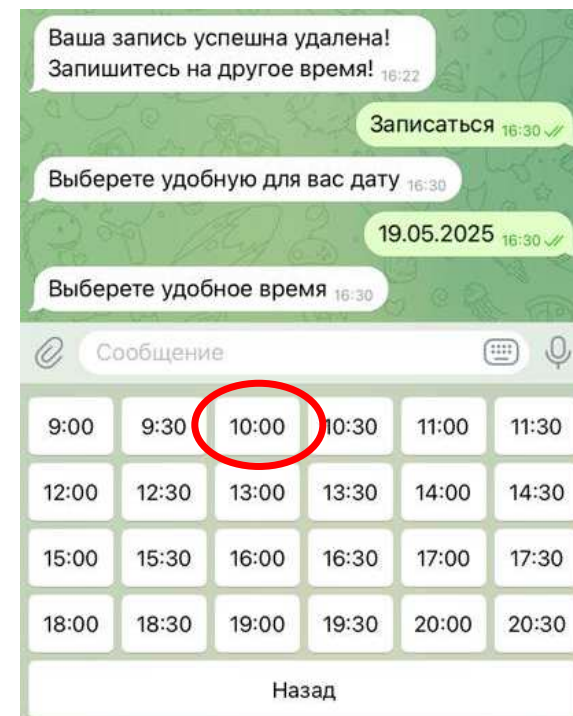 Ваша запись успешна удалена!
Запишитесь на другое время! 16:22
Записаться 16:30
Выберете удобную для вас дату 16:30
19.05.2025 16:30
Выберете удобное время 16:30
Сообщение
9:00 9:30 10:00 10:30 11:00 11:30
12:00 12:30 13:00 13:30 14:00 14:30
15:00 15:30 16:00 16:30 17:00 17:30
18:00 18:30 19:00 19:30 20:00 20:30
Назад